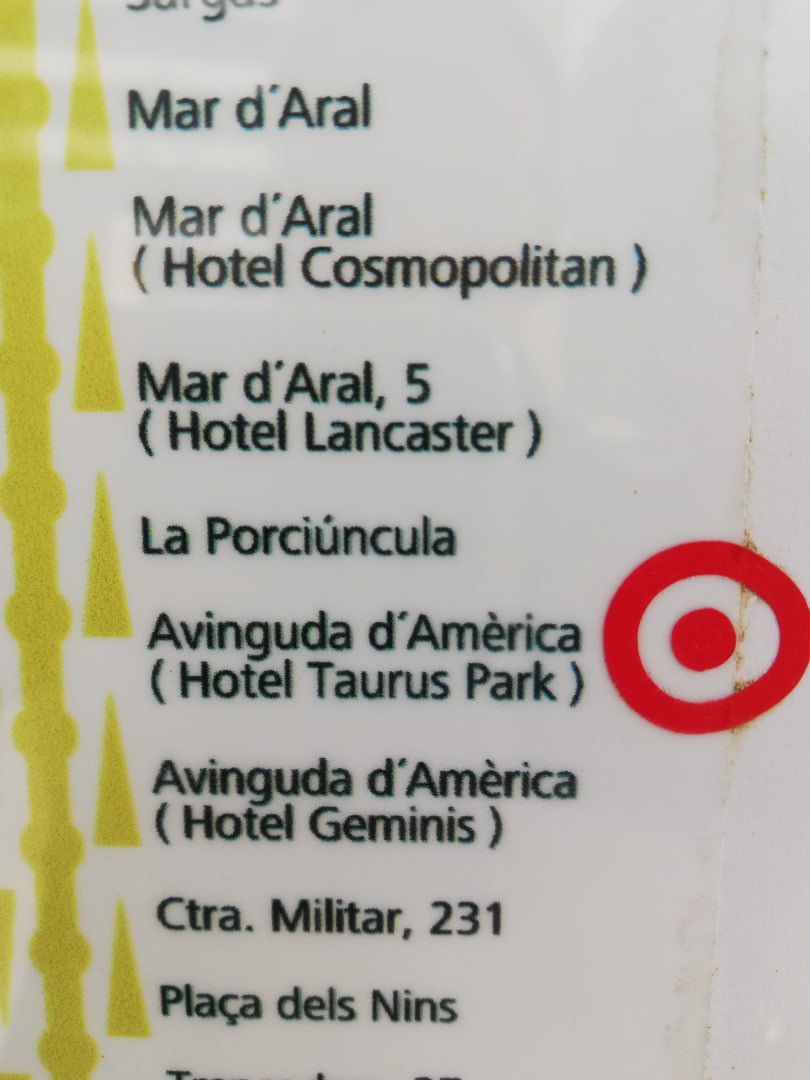 Mar d´Aral
Mar d´Aral
( Hotel Cosmopolitan )
Mar d´Aral, 5
( Hotel Lancaster )
La Porciúncula
Avinguda d´Amèrica
( Hotel Taurus Park )
Avinguda d´Amèrica
( Hotel Geminis )
Ctra. Militar, 231
Plaça dels Nins